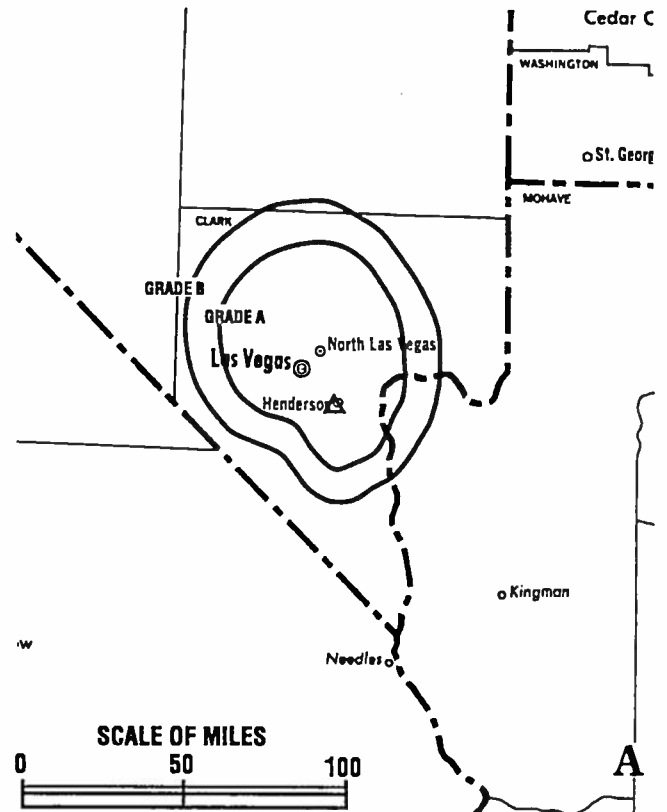 Cedar C
WASHINGTON
St. Georg
MOHAVE
CLARK
GRADE B
GRADE A
North Las Vegas
Las Vegas
Henderson
Kingman
w
Needles
SCALE OF MILES
0 50 100
A